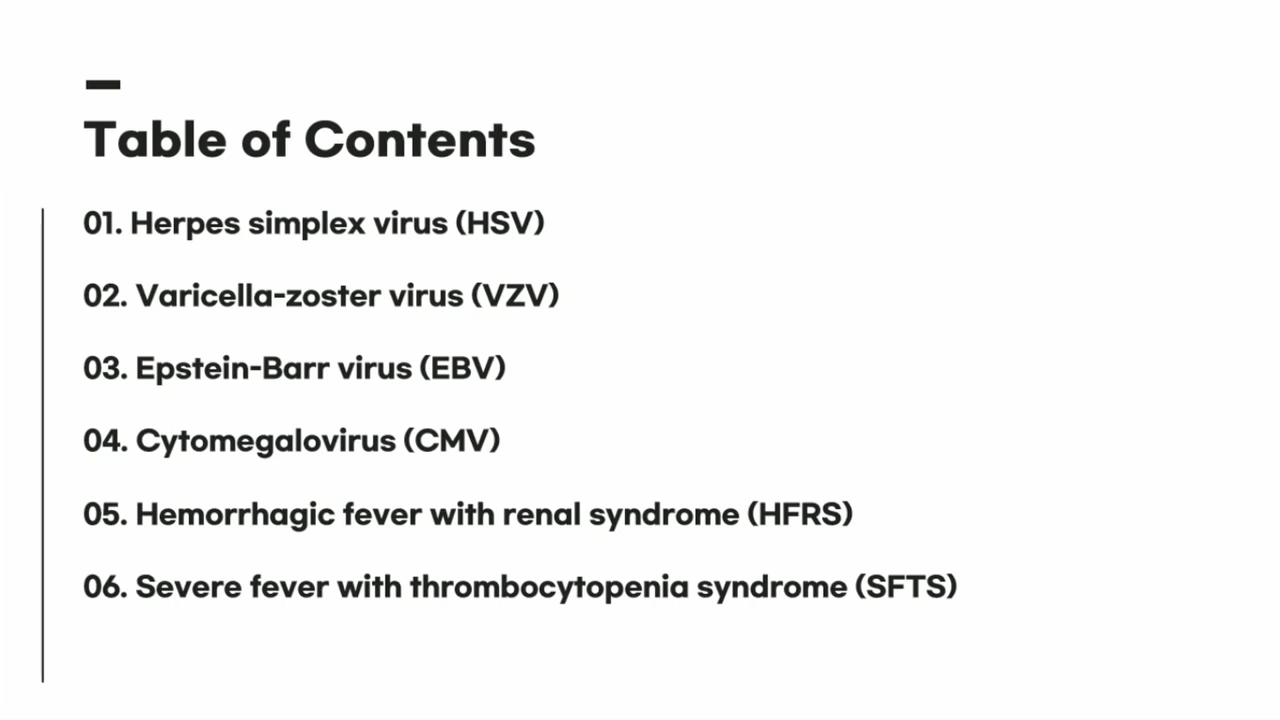 Table of Contents
01. Herpes simplex virus (HSV)
02. Varicella-zoster virus (VZV)
03. Epstein-Barr virus (EBV)
04. Cytomegalovirus (CMV)
05. Hemorrhagic fever with renal syndrome (HFRS)
06. Severe fever with thrombocytopenia syndrome (SFTS)